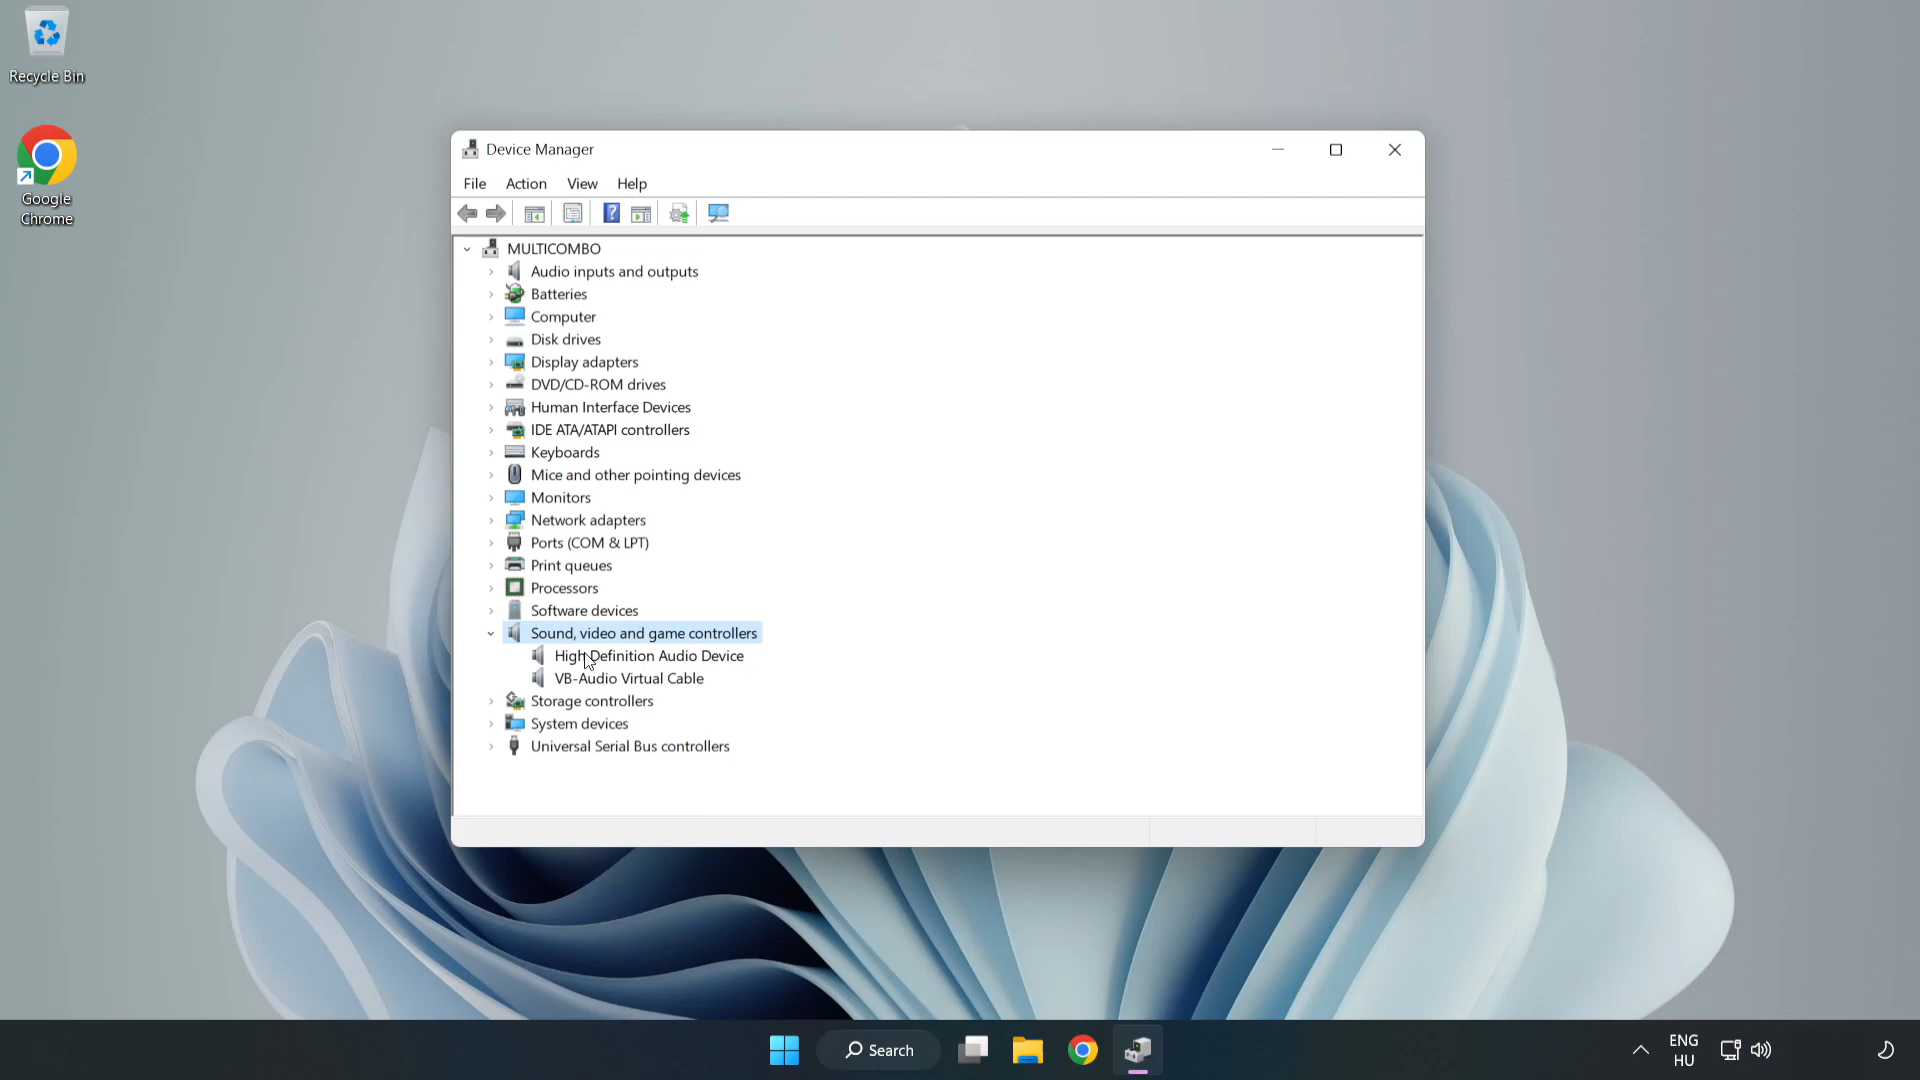 Recycle Bin
Google
Chrome
Device Manager
File Action View Help
MULTICOMBO
Audio inputs and outputs
Batteries
Computer
Disk drives
Display adapters
DVD/CD-ROM drives
Human Interface Devices
IDE ATA/ATAPI controllers
Keyboards
Mice and other pointing devices
Monitors
Network adapters
Ports (COM & LPT)
Print queues
Processors
Software devices
Sound, video and game controllers
High Definition Audio Device
VB-Audio Virtual Cable
Storage controllers
System devices
Universal Serial Bus controllers
Search
ENG
HU